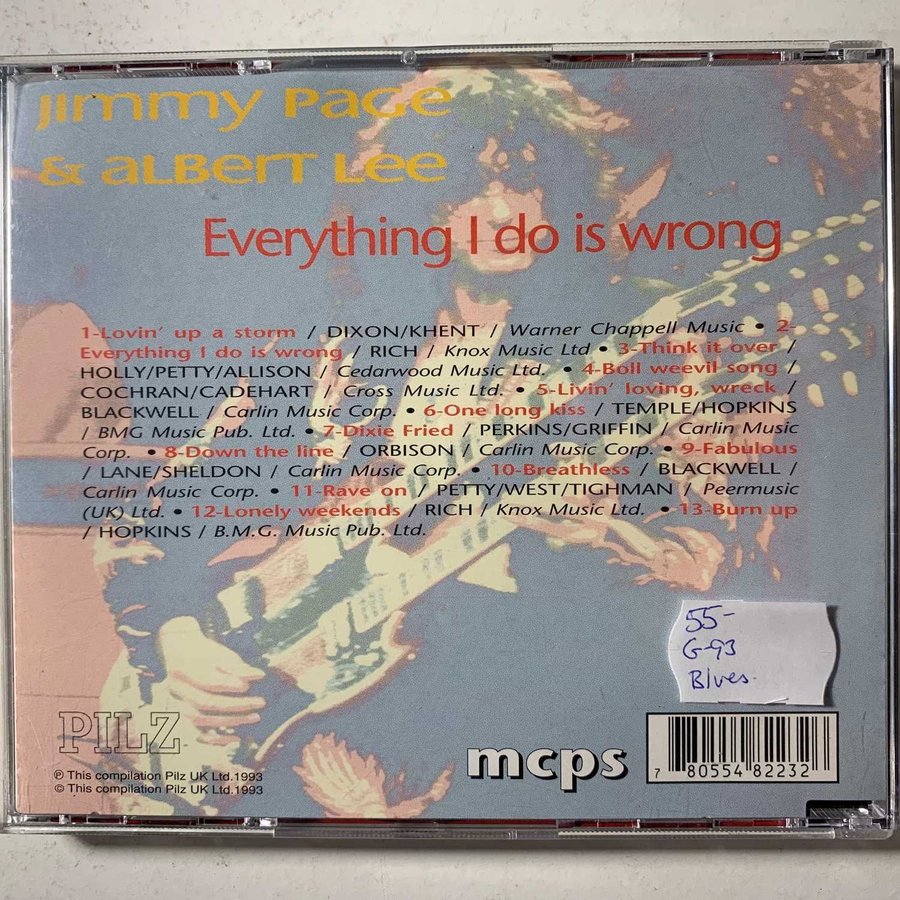 Jimmy Page
& Albert Lee
Everything I do is wrong
1-Lovin' up a storm / DIXON/KHENT / Warner Chappell Music • 2-
Everything I do is wrong / RICH / Knox Music Ltd • 3-Think it over /
HOLLY/PETTY/ALLISON / Cedarwood Music Ltd. • 4-Boll weevil song /
COCHRAN/CADEHART / Cross Music Ltd. • 5-Livin' loving, wreck /
BLACKWELL / Carlin Music Corp. • 6-One long kiss / TEMPLE/HOPKINS
/ BMG Music Pub. Ltd. • 7-Dixie Fried / PERKINS/GRIFFIN / Carlin Music
Corp. • 8-Down the line / ORBISON / Carlin Music Corp. • 9-Fabulous
/ LANE/SHELDON / Carlin Music Corp. • 10-Breathless / BLACKWELL /
Carlin Music Corp. • 11-Rave on / PETTY/WEST/TIGHMAN / Peermusic
(UK) Ltd. • 12-Lonely weekends / RICH / Knox Music Ltd. • 13-Burn up
/ HOPKINS / B.M.G. Music Pub. Ltd.
55-
G-93
Blues.
PILZ
℗ This compilation Pilz UK Ltd.1993
© This compilation Pilz UK Ltd.1993
mcps
7 80554 82232